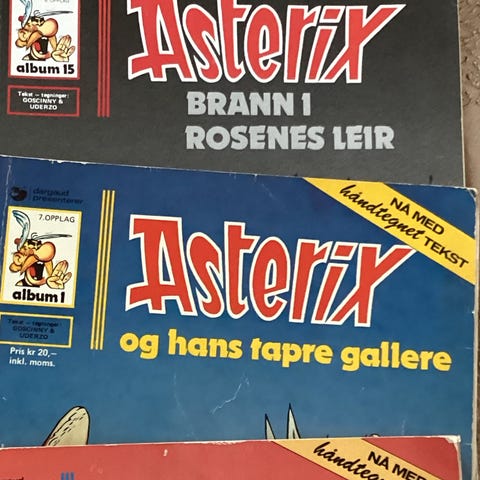 album 15
Tekst – tegninger:
GOSCINNY &
UDERZO
Asterix
BRANN I
ROSENES LEIR
dargaud
presenterer
7. OPPLAG
album 1
Tekst – tegninger:
GOSCINNY &
UDERZO
Pris kr 20,–
inkl. moms.
NÅ MED
håndtegnet TEKST
Asterix
og hans tapre gallere
NÅ MED